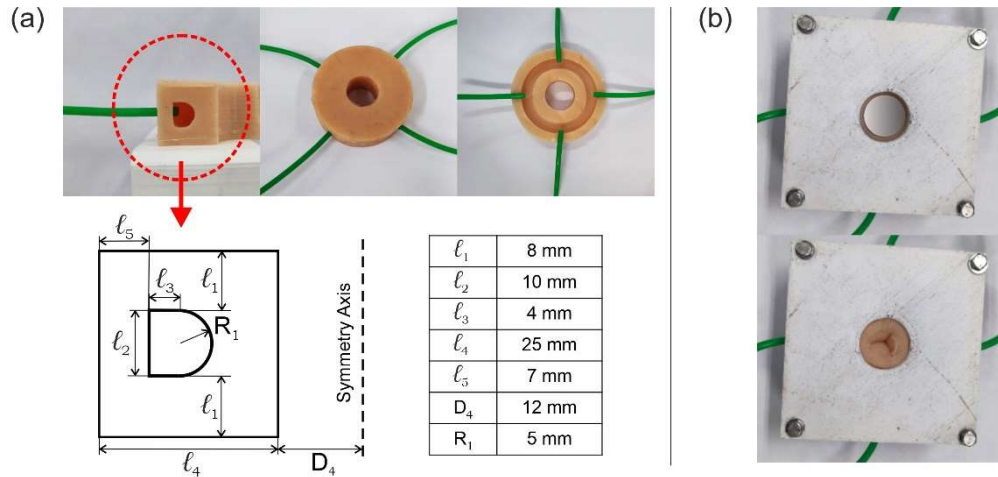 (a)
(b)
ℓ5
ℓ3
ℓ1
R1
ℓ2
ℓ1
ℓ4
D4
Symmetry Axis
ℓ1 8 mm
ℓ2 10 mm
ℓ3 4 mm
ℓ4 25 mm
ℓ5 7 mm
D4 12 mm
R1 5 mm